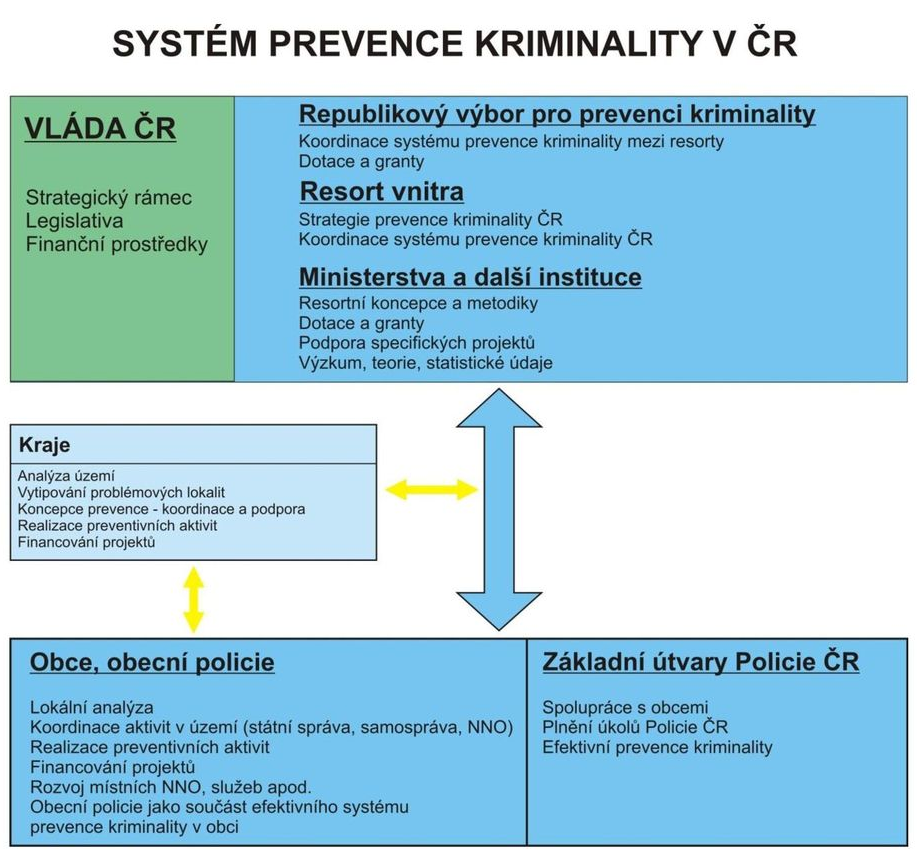 SYSTÉM PREVENCE KRIMINALITY V ČR
VLÁDA ČR
Strategický rámec
Legislativa
Finanční prostředky
Republikový výbor pro prevenci kriminality
Koordinace systému prevence kriminality mezi resorty
Dotace a granty
Resort vnitra
Strategie prevence kriminality ČR
Koordinace systému prevence kriminality ČR
Ministerstva a další instituce
Resortní koncepce a metodiky
Dotace a granty
Podpora specifických projektů
Výzkum, teorie, statistické údaje
Kraje
Analýza území
Vytipování problémových lokalit
Koncepce prevence - koordinace a podpora
Realizace preventivních aktivit
Financování projektů
Obce, obecní policie
Lokální analýza
Koordinace aktivit v území (státní správa, samospráva, NNO)
Realizace preventivních aktivit
Financování projektů
Rozvoj místních NNO, služeb apod.
Obecní policie jako součást efektivního systému
prevence kriminality v obci
Základní útvary Policie ČR
Spolupráce s obcemi
Plnění úkolů Policie ČR
Efektivní prevence kriminality